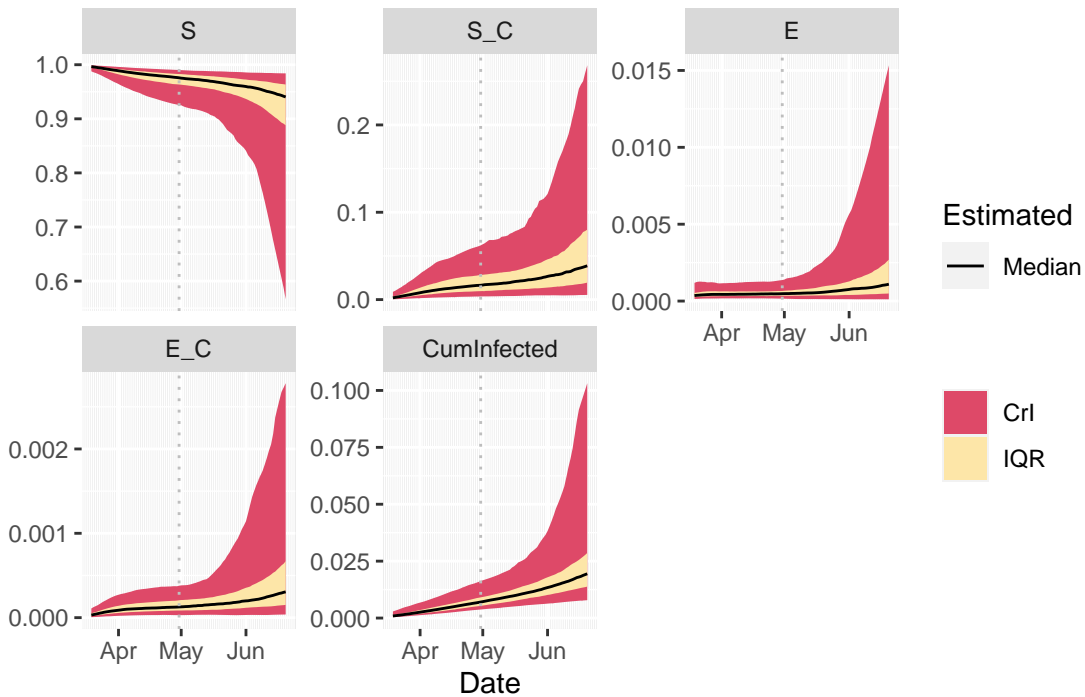 S
S_C
E
1.0
0.9
0.8
0.7
0.6
0.2
0.1
0.0
0.015
0.010
0.005
0.000
Apr
May
Jun
E_C
CumInfected
0.002
0.001
0.000
0.100
0.075
0.050
0.025
0.000
Apr
May
Jun
Apr
May
Jun
Date
Estimated
Median
CrI
IQR